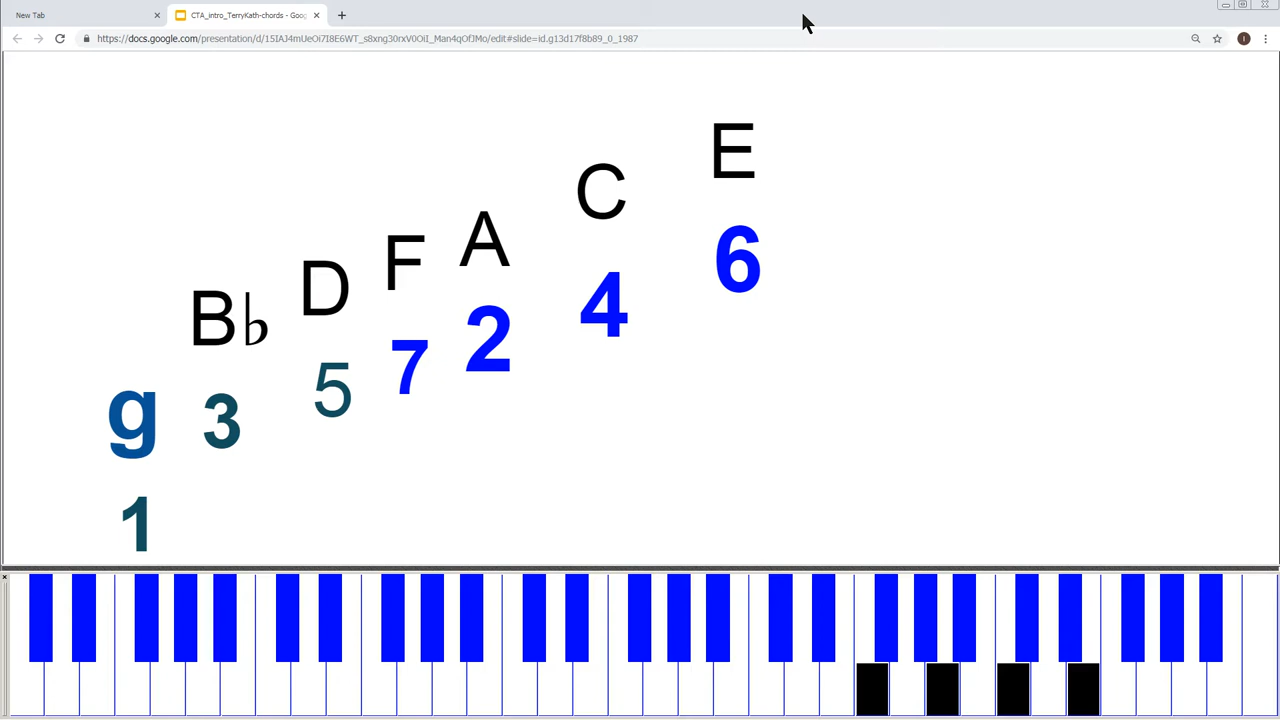 New Tab
CTA_intro_TerryKath-chords - Goog
https://docs.google.com/presentation/d/15IAJ4mUeOi7I8E6WT_s8xng30rxV0OiI_Man4qOfJMo/edit#slide=id.g13d17f8b89_0_1987
E
C
6
A
F
4
D
2
B♭
7
5
g
3
1